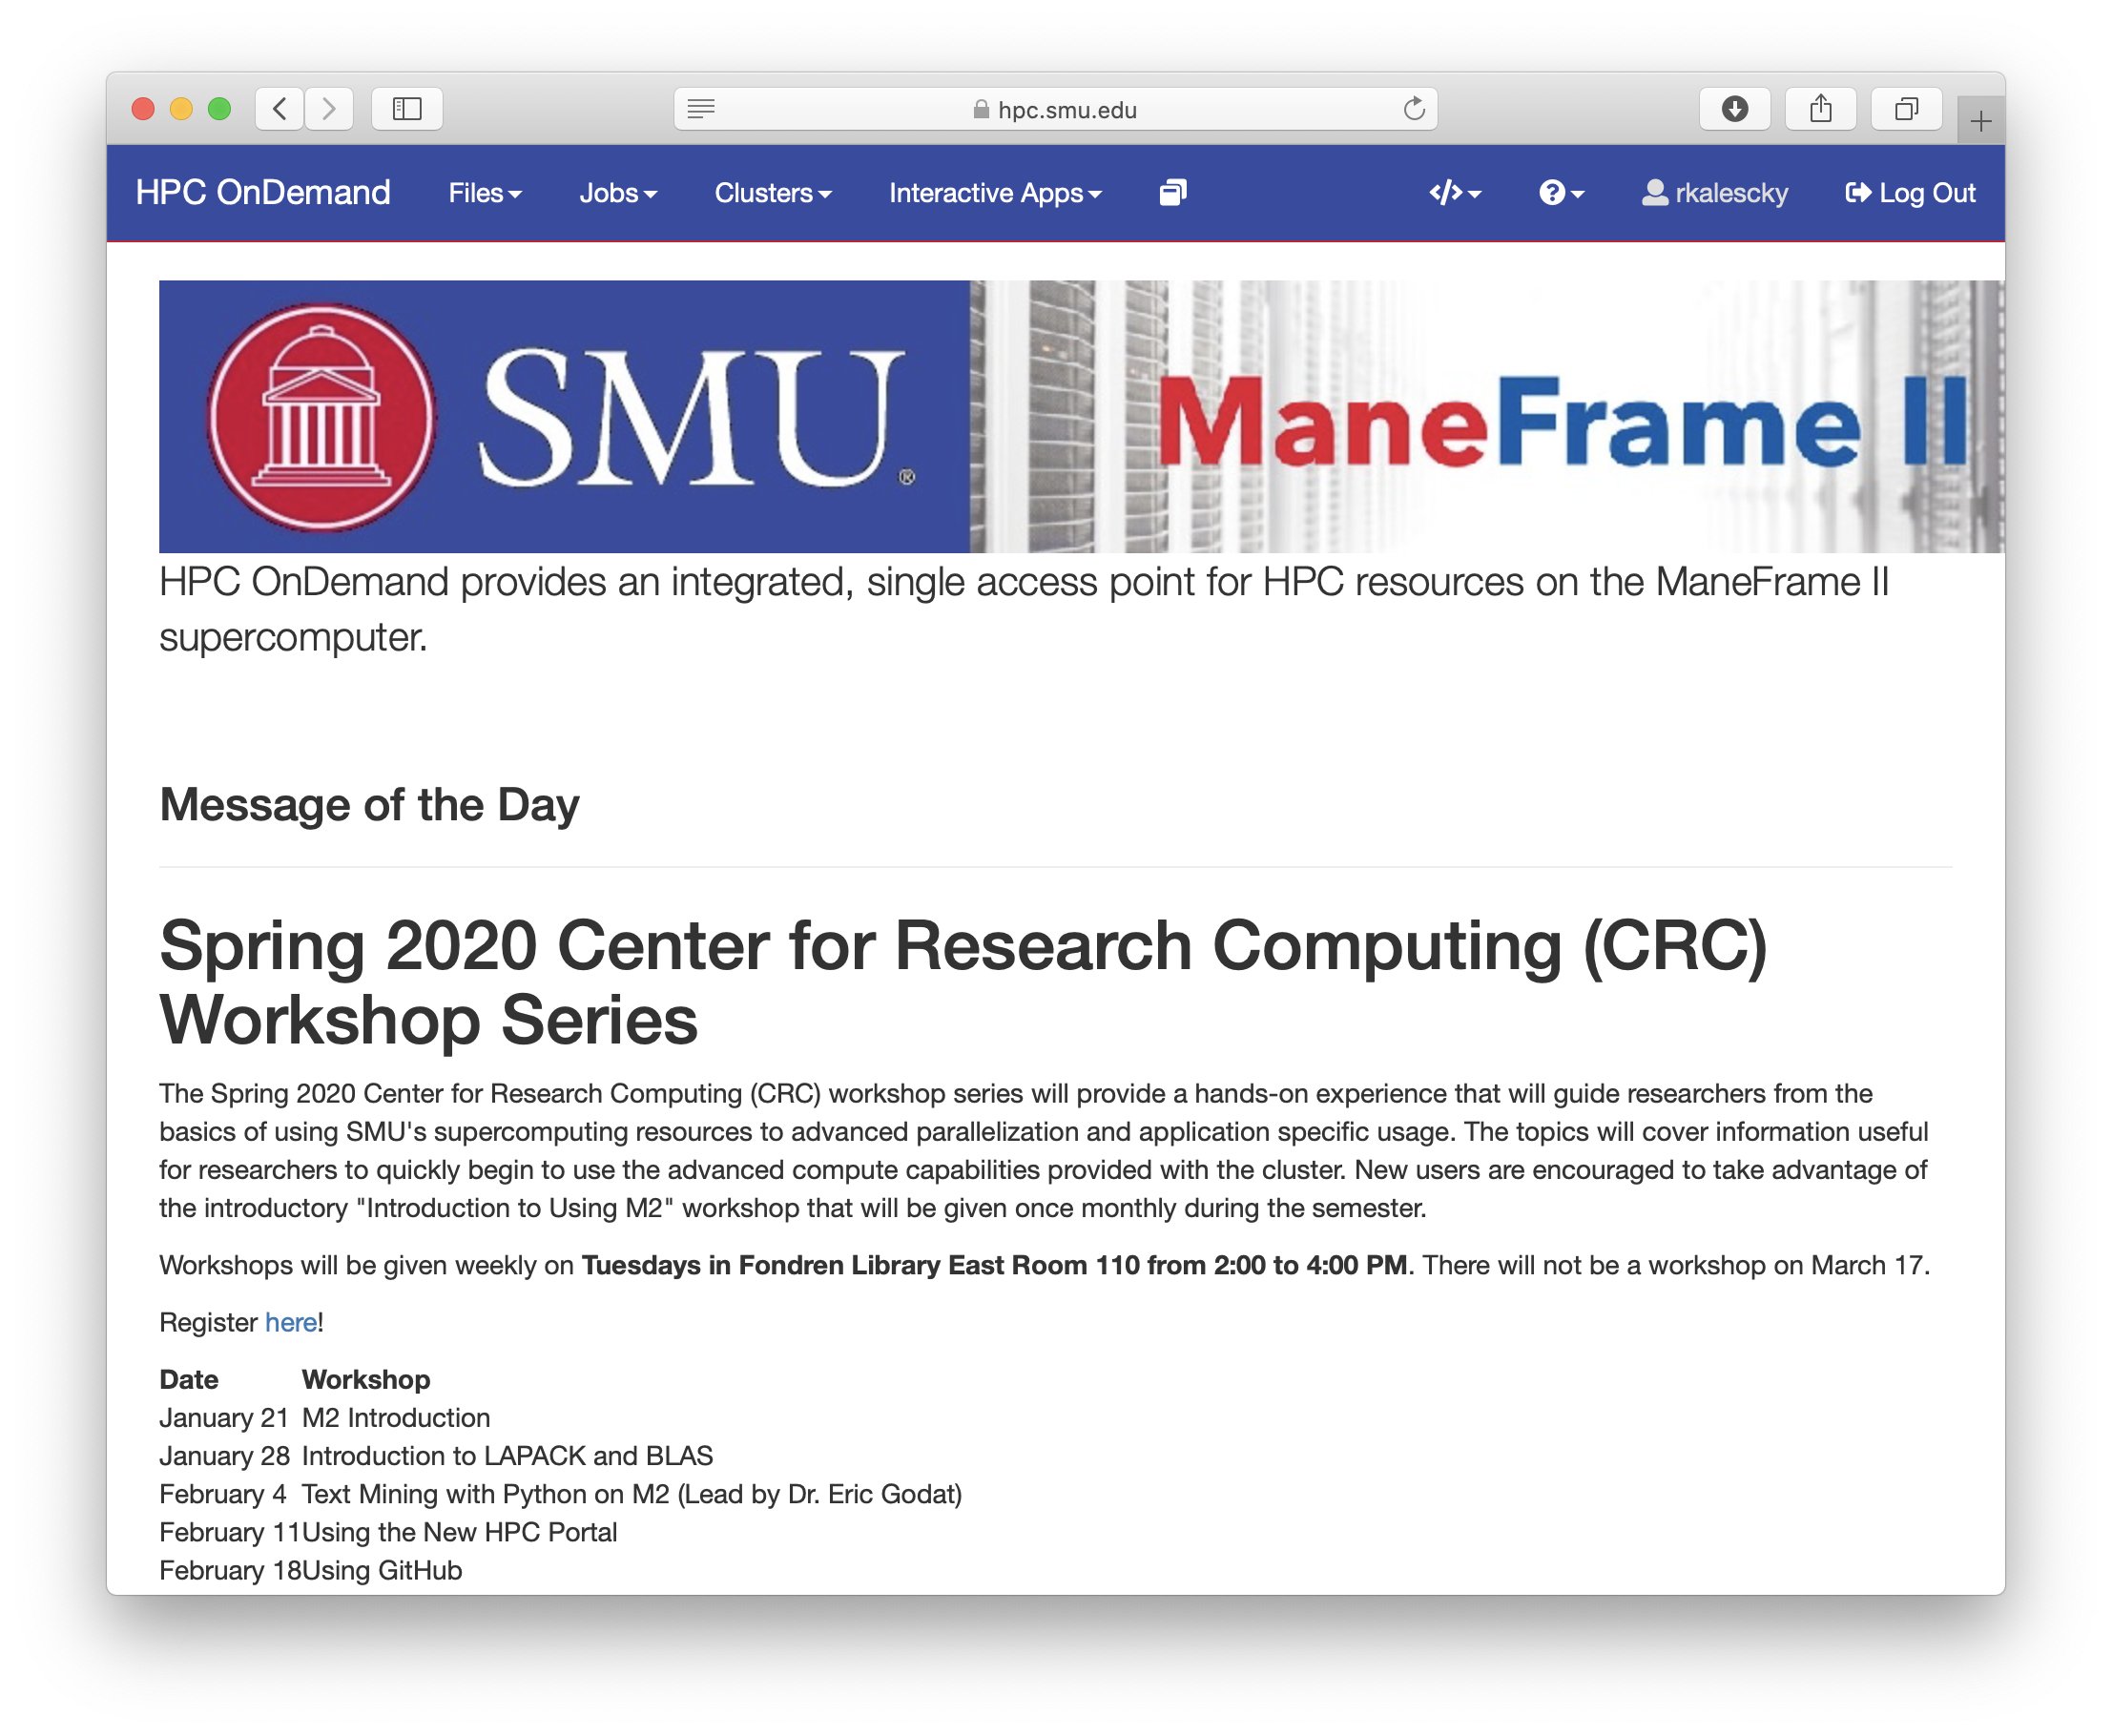 hpc.smu.edu
HPC OnDemand Files Jobs Clusters Interactive Apps rkalescky Log Out
SMU®
ManeFrame II
HPC OnDemand provides an integrated, single access point for HPC resources on the ManeFrame II
supercomputer.
Message of the Day
Spring 2020 Center for Research Computing (CRC)
Workshop Series
The Spring 2020 Center for Research Computing (CRC) workshop series will provide a hands-on experience that will guide researchers from the
basics of using SMU's supercomputing resources to advanced parallelization and application specific usage. The topics will cover information useful
for researchers to quickly begin to use the advanced compute capabilities provided with the cluster. New users are encouraged to take advantage of
the introductory "Introduction to Using M2" workshop that will be given once monthly during the semester.
Workshops will be given weekly on Tuesdays in Fondren Library East Room 110 from 2:00 to 4:00 PM. There will not be a workshop on March 17.
Register here!
Date Workshop
January 21 M2 Introduction
January 28 Introduction to LAPACK and BLAS
February 4 Text Mining with Python on M2 (Lead by Dr. Eric Godat)
February 11 Using the New HPC Portal
February 18 Using GitHub